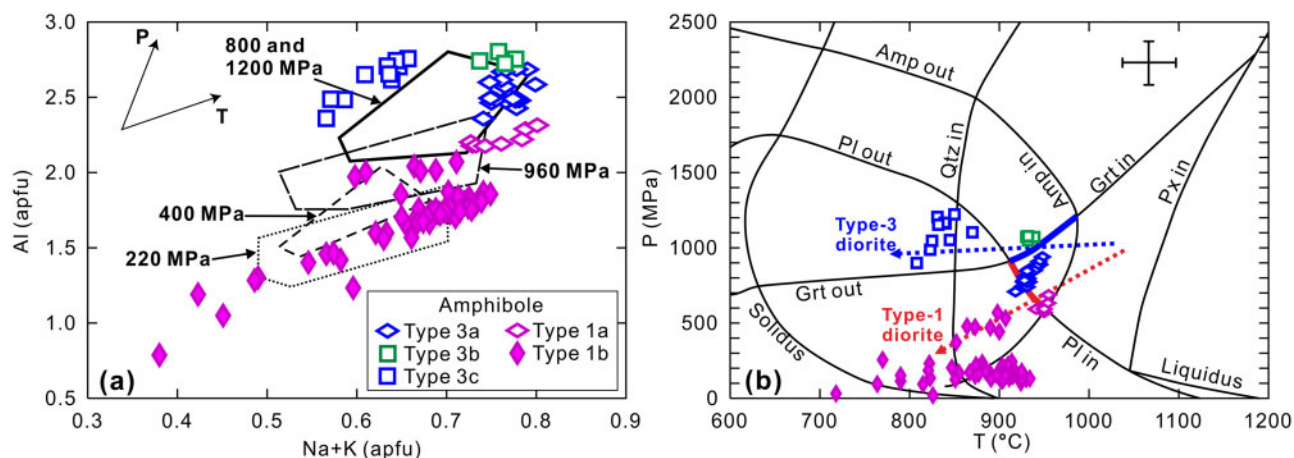 3.0
2.5
2.0
1.5
1.0
0.5
Al (apfu)
0.3
0.4
0.5
0.6
0.7
0.8
0.9
Na+K (apfu)
P
T
800 and
1200 MPa
960 MPa
400 MPa
220 MPa
Amphibole
Type 3a
Type 1a
Type 3b
Type 1b
Type 3c
(a)
2500
2000
1500
1000
500
0
P (MPa)
600
700
800
900
1000
1100
1200
T (°C)
Amp out
Pl out
Qtz in
Amp in
Grt in
Px in
Type-3
diorite
Grt out
Type-1
diorite
Solidus
Pl in
Liquidus
(b)